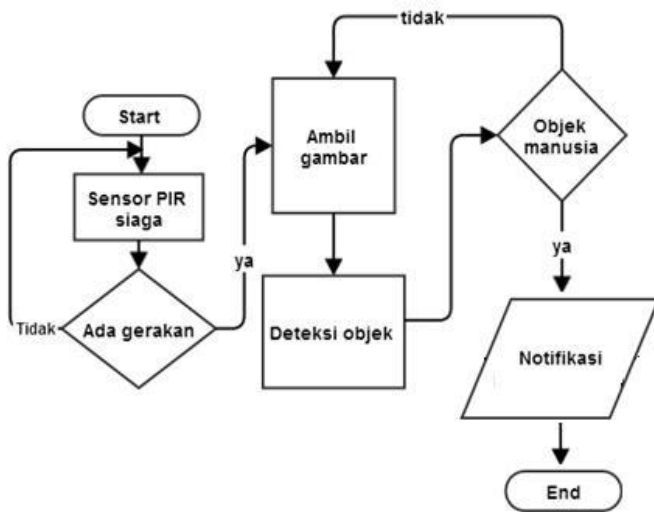 Start
Sensor PIR
siaga
Ada gerakan
Tidak
ya
Ambil
gambar
Deteksi objek
Objek
manusia
tidak
ya
Notifikasi
End